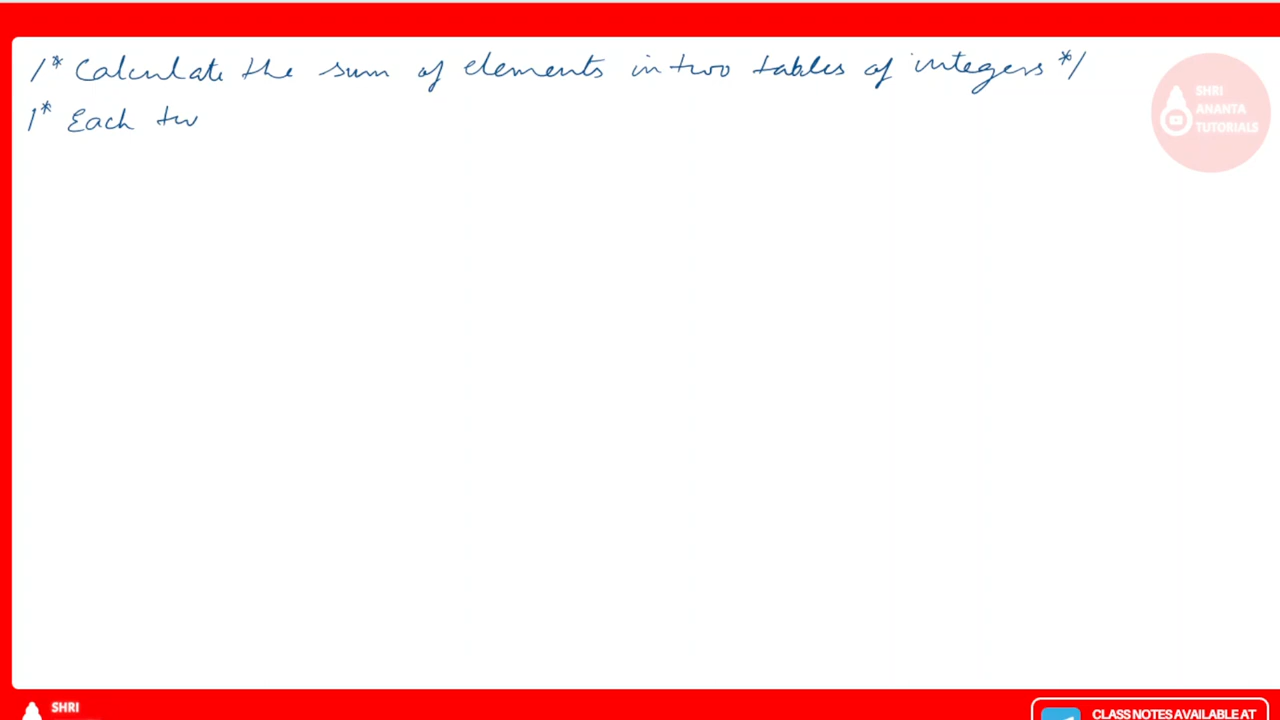 /* Calculate the sum of elements in two tables of integers */
/* Each tw
SHRI
ANANTA
TUTORIALS
SHRI
CLASS NOTES AVAILABLE AT